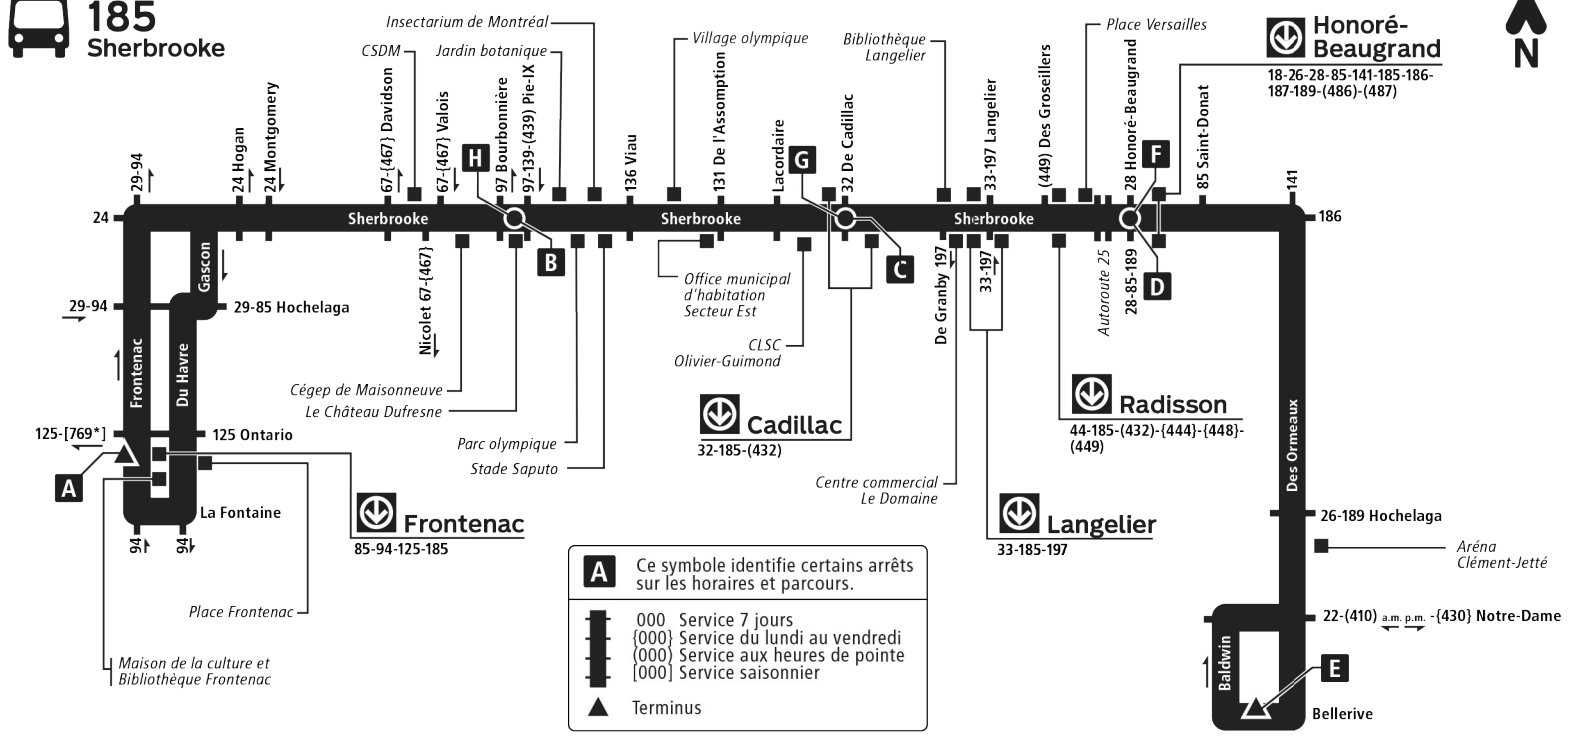 185
Sherbrooke
Insectarium de Montréal
CSDM
Jardin botanique
Village olympique
Bibliothèque
Langelier
Place Versailles
Honoré-
Beaugrand
18-26-28-85-141-185-186-
187-189-(486)-(487)
N
29-94
24 Hogan
24 Montgomery
67-{467} Davidson
67-{467} Valois
97 Bourbonnière
97-139-(439) Pie-IX
136 Viau
131 De l'Assomption
Lacordaire
32 De Cadillac
33-197 Langelier
(449) Des Groseillers
28 Honoré-Beaugrand
85 Saint-Donat
141
H
G
F
24
Sherbrooke
Sherbrooke
Sherbrooke
186
Gascon
Nicolet 67-{467}
B
C
D
De Granby 197
33-197
Autoroute 25
28-85-189
29-94
29-85 Hochelaga
Office municipal
d'habitation
Secteur Est
CLSC
Olivier-Guimond
Frontenac
Du Havre
Cégep de Maisonneuve
Le Château Dufresne
Parc olympique
Stade Saputo
Cadillac
32-185-(432)
Radisson
44-185-(432)-{444}-{448}-
(449)
125-[769*]
125 Ontario
A
Centre commercial
Le Domaine
Des Ormeaux
La Fontaine
94
94
Frontenac
85-94-125-185
Langelier
33-185-197
26-189 Hochelaga
Aréna
Clément-Jetté
Place Frontenac
Maison de la culture et
Bibliothèque Frontenac
22-(410) a.m. p.m. -{430} Notre-Dame
Baldwin
E
Bellerive
A Ce symbole identifie certains arrêts
sur les horaires et parcours.
000 Service 7 jours
{000} Service du lundi au vendredi
(000) Service aux heures de pointe
[000] Service saisonnier
Terminus